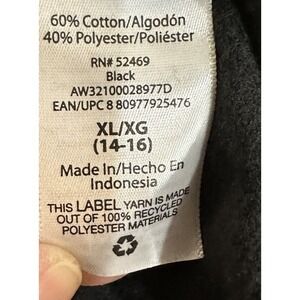 60% Cotton/Algodón
40% Polyester/Poliéster
RN# 52469
Black
AW32100028977D
EAN/UPC 8 80977925476
XL/XG
(14-16)
Made In/Hecho En
Indonesia
THIS LABEL YARN IS MADE
OUT OF 100% RECYCLED
POLYESTER MATERIALS